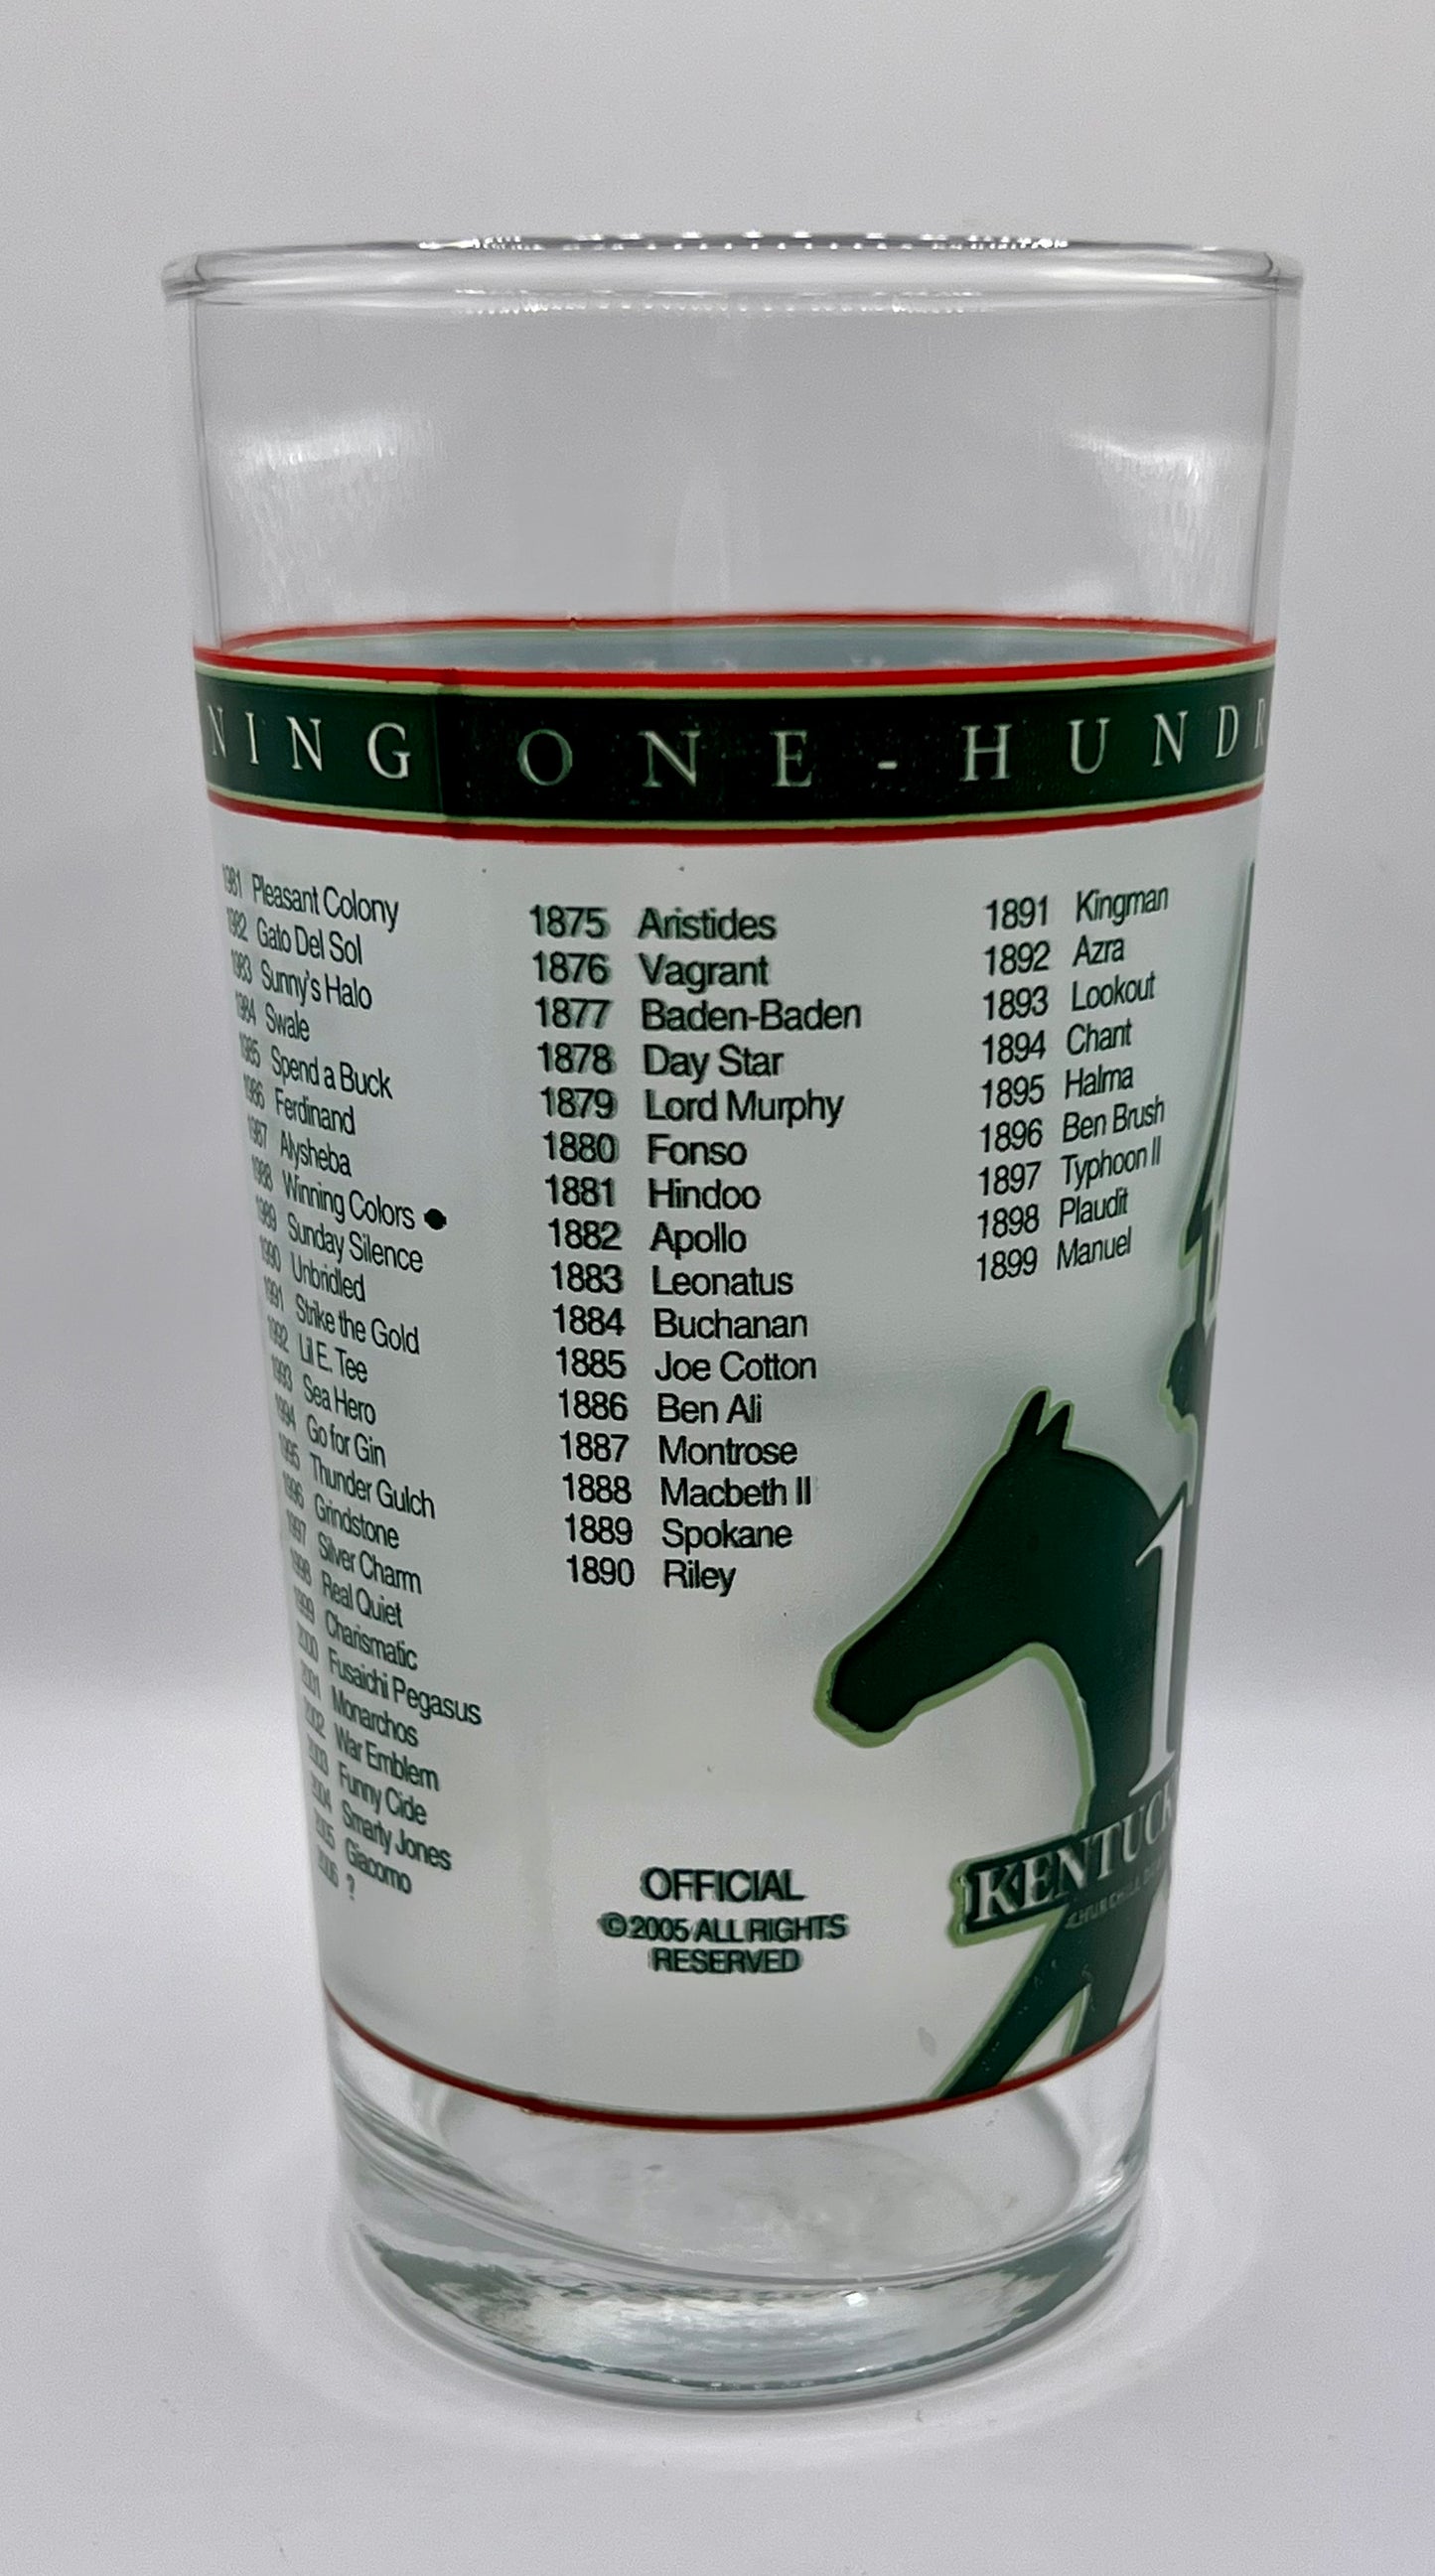 NING ONE-HUNDR
1981 Pleasant Colony
1982 Gato Del Sol
1983 Sunny's Halo
1984 Swale
1985 Spend a Buck
1986 Ferdinand
1987 Alysheba
1988 Winning Colors ●
1989 Sunday Silence
1990 Unbridled
1991 Strike the Gold
1992 Lil E. Tee
1993 Sea Hero
1994 Go for Gin
1995 Thunder Gulch
1996 Grindstone
1997 Silver Charm
1998 Real Quiet
1999 Charismatic
2000 Fusaichi Pegasus
2001 Monarchos
2002 War Emblem
2003 Funny Cide
2004 Smarty Jones
2005 Giacomo
2006 ?
1875 Aristides
1876 Vagrant
1877 Baden-Baden
1878 Day Star
1879 Lord Murphy
1880 Fonso
1881 Hindoo
1882 Apollo
1883 Leonatus
1884 Buchanan
1885 Joe Cotton
1886 Ben Ali
1887 Montrose
1888 Macbeth II
1889 Spokane
1890 Riley
OFFICIAL
© 2005 ALL RIGHTS
RESERVED
1891 Kingman
1892 Azra
1893 Lookout
1894 Chant
1895 Halma
1896 Ben Brush
1897 Typhoon II
1898 Plaudit
1899 Manuel
1
KENTUCK
CHURCHILL